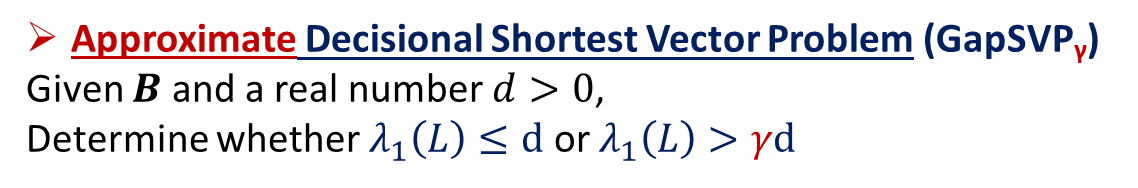 ➢ Approximate Decisional Shortest Vector Problem (GapSVPᵧ)
Given 𝑩 and a real number 𝑑 > 0,
Determine whether 𝜆₁(𝐿) ≤ d or 𝜆₁(𝐿) > 𝛾d